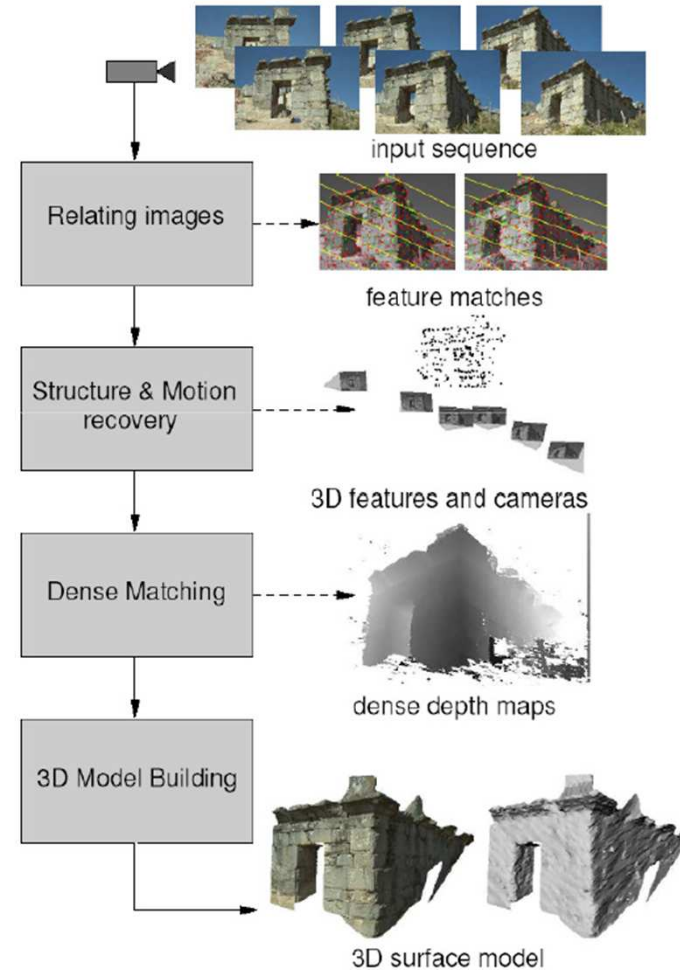 input sequence
Relating images
feature matches
Structure & Motion
recovery
3D features and cameras
Dense Matching
dense depth maps
3D Model Building
3D surface model